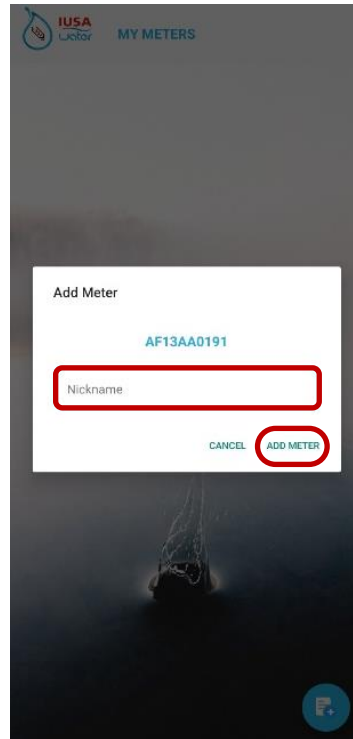 IUSA
water
MY METERS
Add Meter
AF13AA0191
Nickname
CANCEL
ADD METER